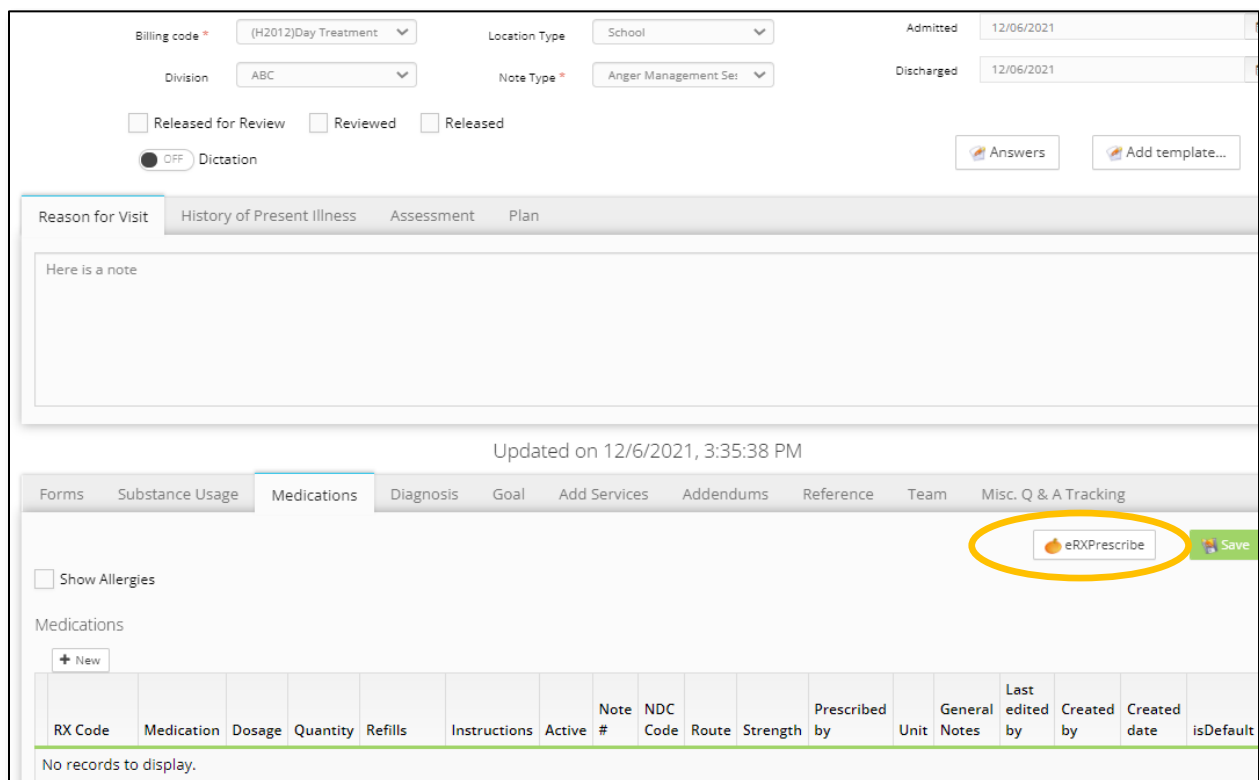 Billing code * (H2012)Day Treatment Location Type School Admitted 12/06/2021
Division ABC Note Type * Anger Management Se Discharged 12/06/2021
Released for Review Reviewed Released
OFF Dictation Answers Add template...
Reason for Visit History of Present Illness Assessment Plan
Here is a note
Updated on 12/6/2021, 3:35:38 PM
Forms Substance Usage Medications Diagnosis Goal Add Services Addendums Reference Team Misc. Q & A Tracking
eRXPrescribe Save
Show Allergies
Medications
+ New
RX Code Medication Dosage Quantity Refills Instructions Active Note # NDC Code Route Strength Prescribed by Unit General Notes Last edited by Created by Created date isDefault
No records to display.